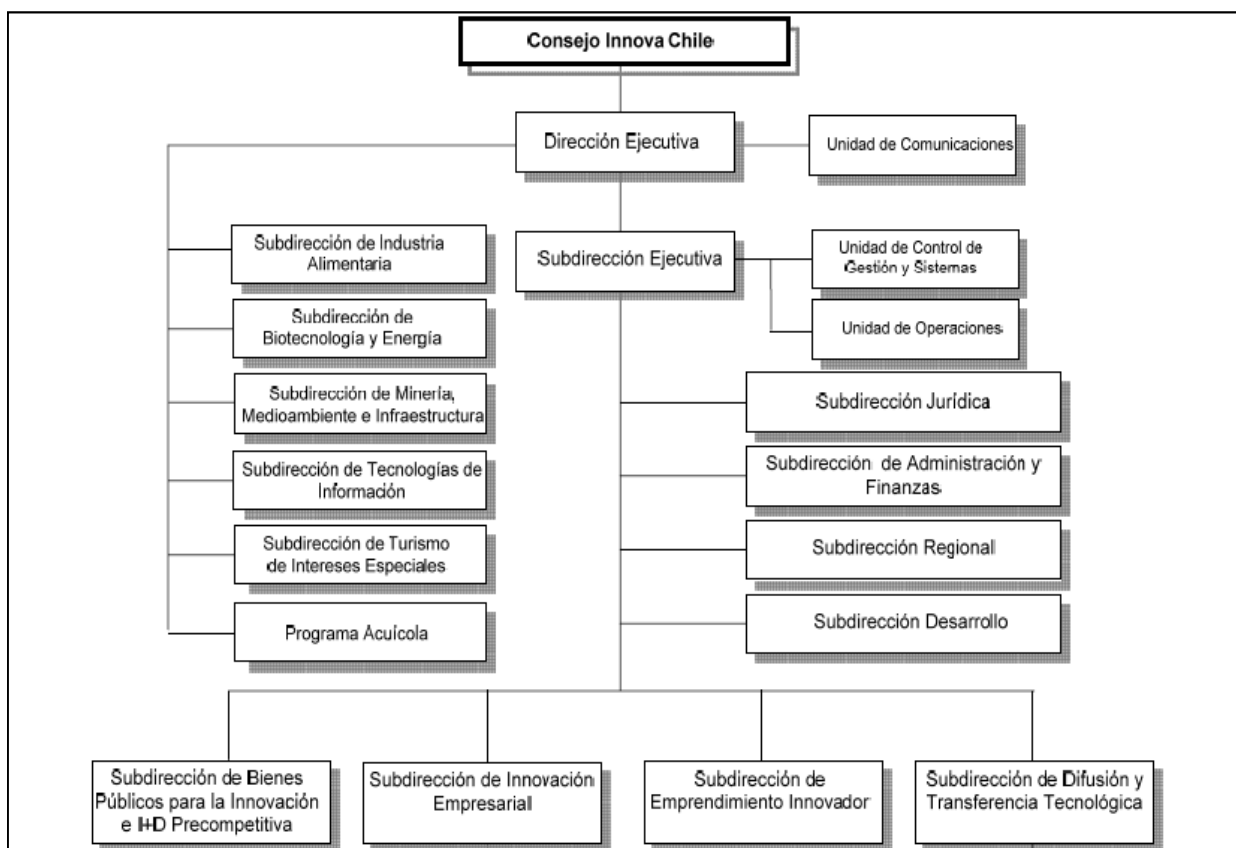 Consejo Innova Chile
Dirección Ejecutiva
Unidad de Comunicaciones
Subdirección de Industria
Alimentaria
Subdirección de
Biotecnología y Energía
Subdirección de Minería,
Medioambiente e Infraestructura
Subdirección de Tecnologías de
Información
Subdirección de Turismo
de Intereses Especiales
Programa Acuícola
Subdirección Ejecutiva
Unidad de Control de
Gestión y Sistemas
Unidad de Operaciones
Subdirección Jurídica
Subdirección de Administración y
Finanzas
Subdirección Regional
Subdirección Desarrollo
Subdirección de Bienes
Públicos para la Innovación
e I+D Precompetitiva
Subdirección de Innovación
Empresarial
Subdirección de
Emprendimiento Innovador
Subdirección de Difusión y
Transferencia Tecnológica